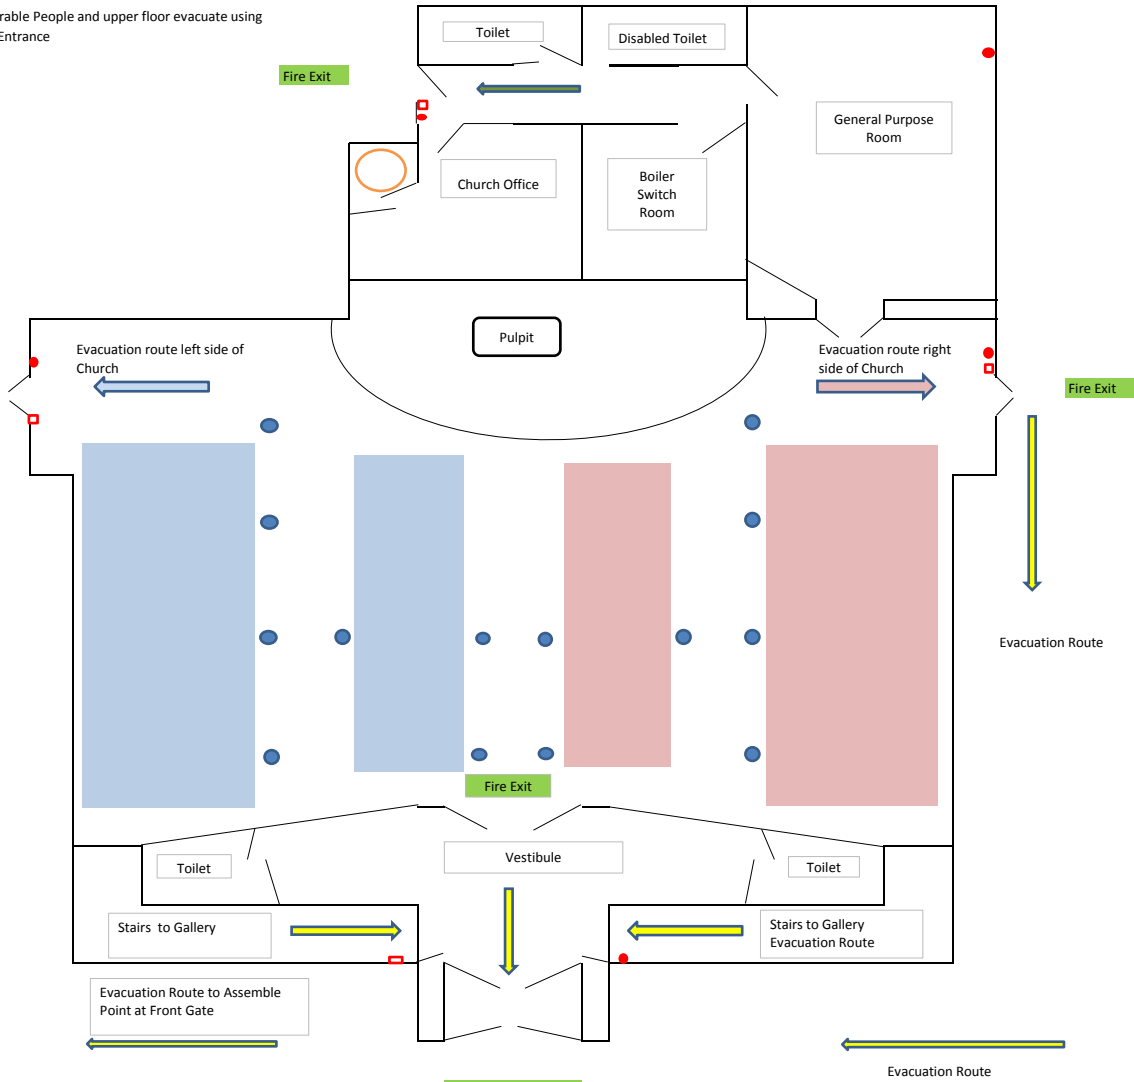 rable People and upper floor evacuate using
Entrance
Toilet
Disabled Toilet
Fire Exit
General Purpose
Room
Church Office
Boiler
Switch
Room
Pulpit
Evacuation route left side of
Church
Evacuation route right
side of Church
Fire Exit
Evacuation Route
Fire Exit
Vestibule
Toilet
Toilet
Stairs  to Gallery
Stairs to Gallery
Evacuation Route
Evacuation Route to Assemble
Point at Front Gate
Evacuation Route